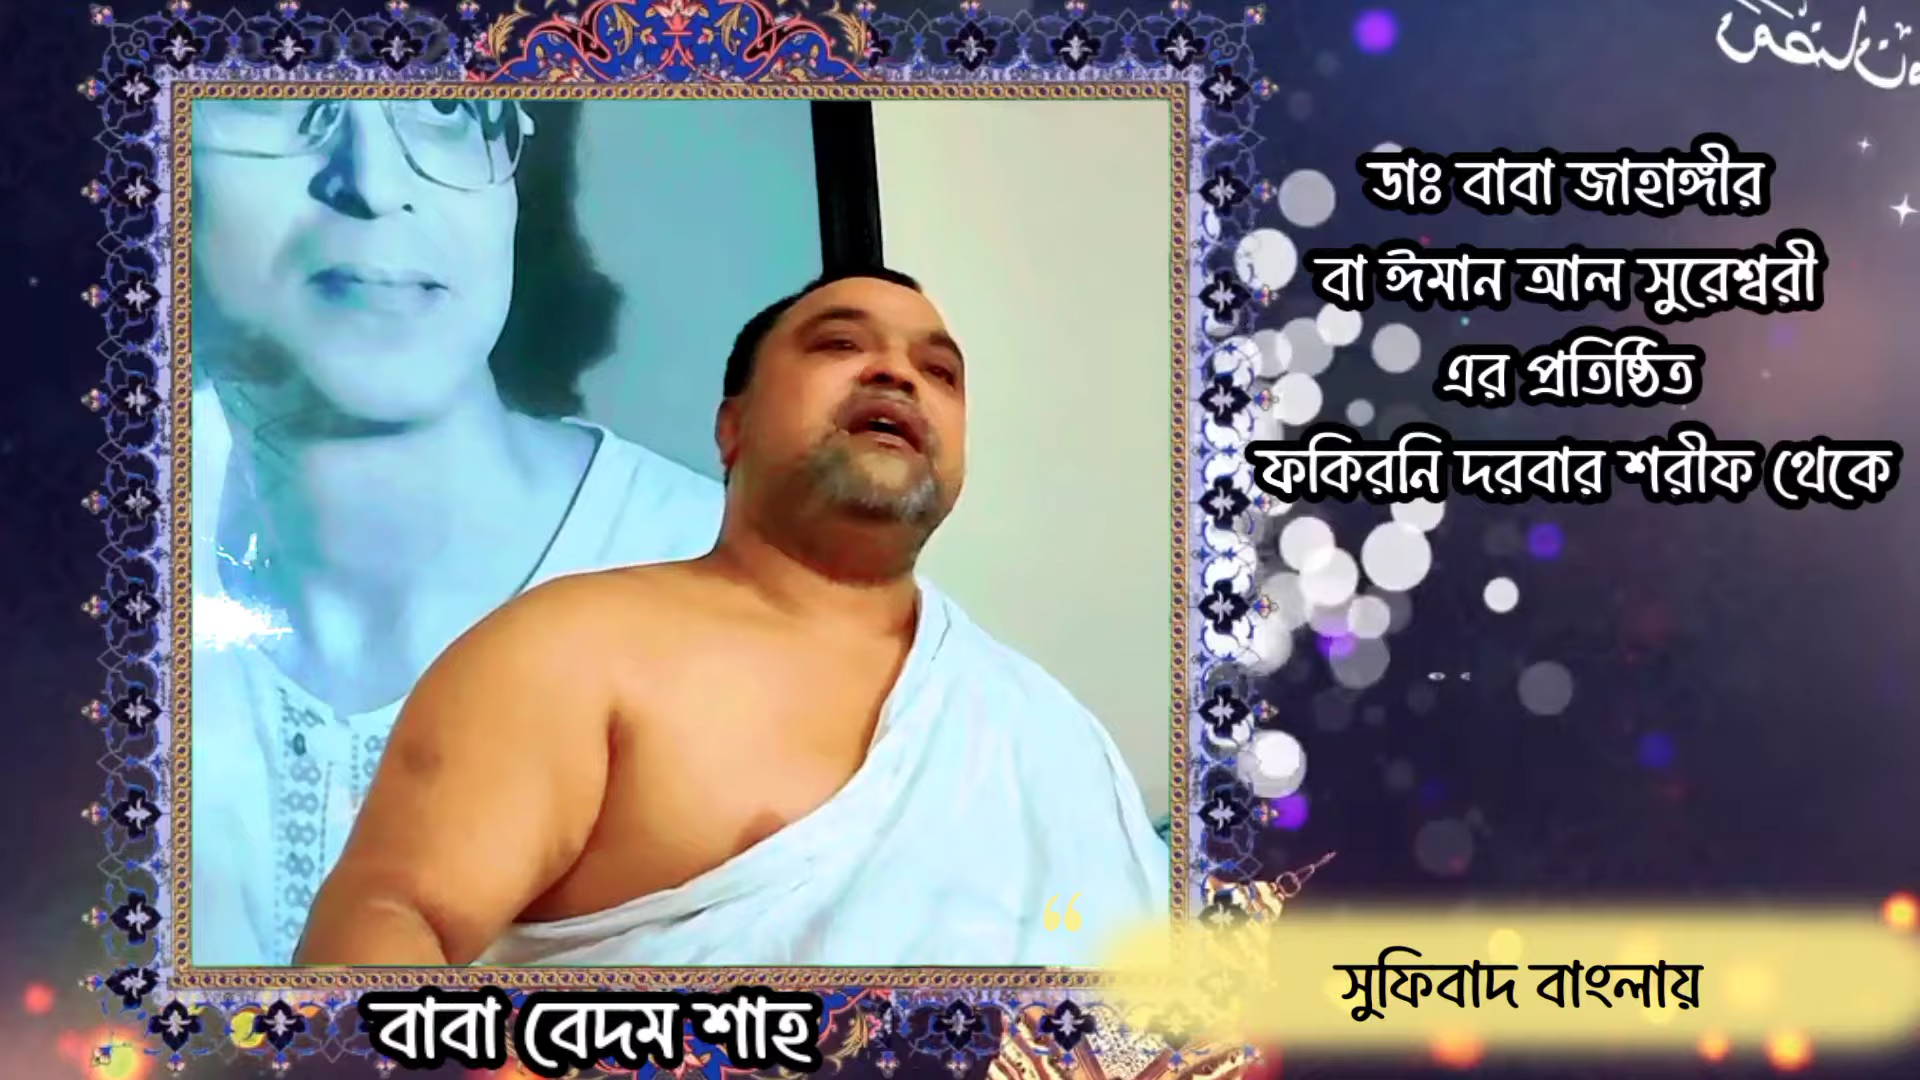 ডাঃ বাবা জাহাঙ্গীর
বা ঈমান আল সুরেশ্বরী
এর প্রতিষ্ঠিত
ফকিরনি দরবার শরীফ থেকে
“
সুফিবাদ বাংলায়
বাবা বেদম শাহ